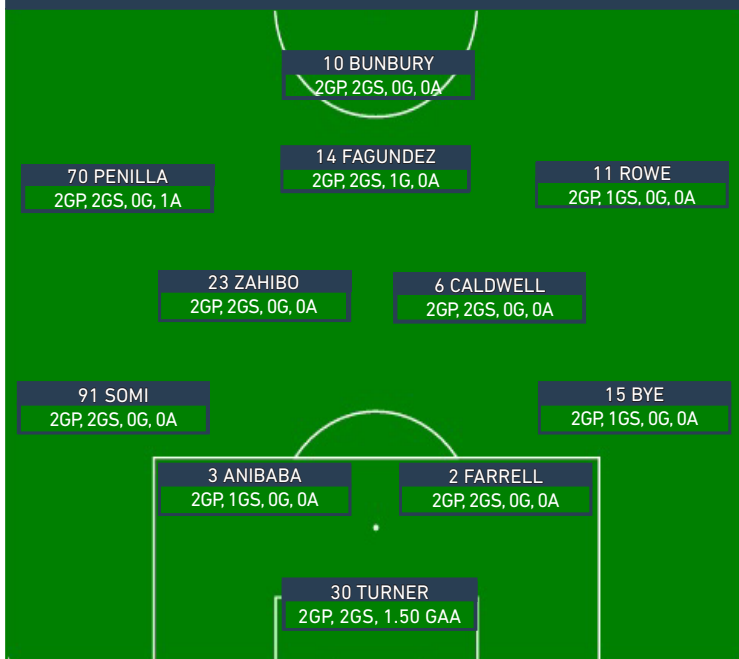 10 BUNBURY
2GP, 2GS, 0G, 0A
14 FAGUNDEZ
2GP, 2GS, 1G, 0A
70 PENILLA
2GP, 2GS, 0G, 1A
11 ROWE
2GP, 1GS, 0G, 0A
23 ZAHIBO
2GP, 2GS, 0G, 0A
6 CALDWELL
2GP, 2GS, 0G, 0A
91 SOMI
2GP, 2GS, 0G, 0A
15 BYE
2GP, 1GS, 0G, 0A
3 ANIBABA
2GP, 1GS, 0G, 0A
2 FARRELL
2GP, 2GS, 0G, 0A
30 TURNER
2GP, 2GS, 1.50 GAA